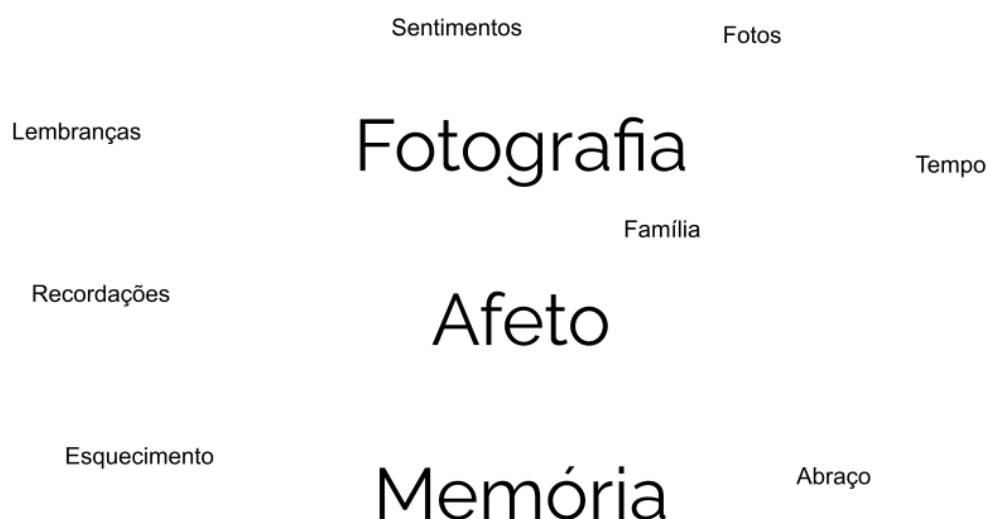 Sentimentos
Fotos
Lembranças
Fotografia
Tempo
Família
Recordações
Afeto
Esquecimento
Memória
Abraço